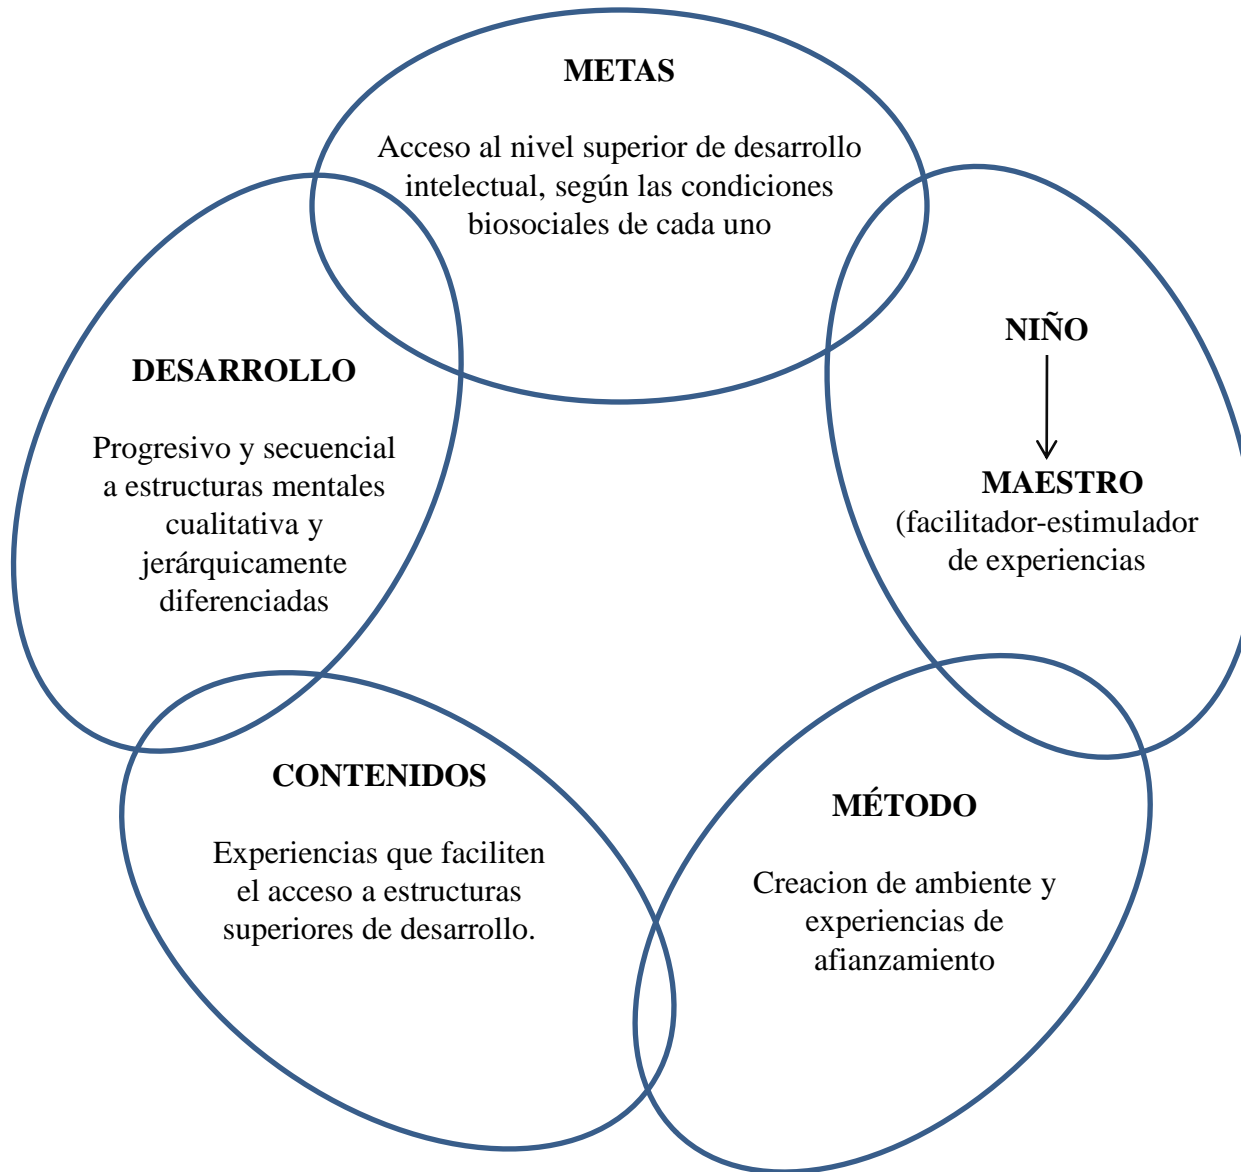 METAS
Acceso al nivel superior de desarrollo
intelectual, según las condiciones
biosociales de cada uno
NIÑO
MAESTRO
(facilitador-estimulador
de experiencias
DESARROLLO
Progresivo y secuencial
a estructuras mentales
cualitativa y
jerárquicamente
diferenciadas
CONTENIDOS
Experiencias que faciliten
el acceso a estructuras
superiores de desarrollo.
MÉTODO
Creacion de ambiente y
experiencias de
afianzamiento